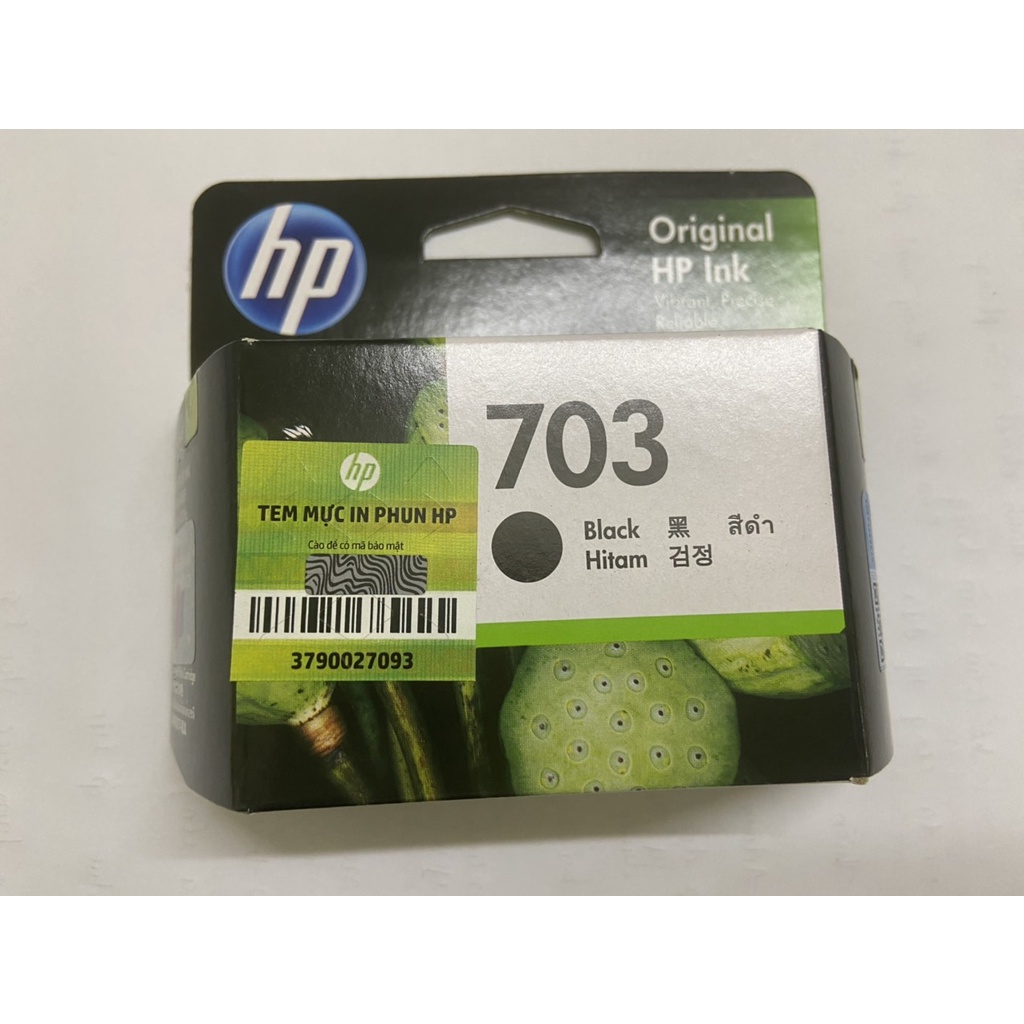 hp
Original
HP Ink
Vibrant, Precise
Reliable
703
Black 黑 สีดำ
Hitam 검정
hp
TEM MỰC IN PHUN HP
Cào để có mã bảo mật
3790027093